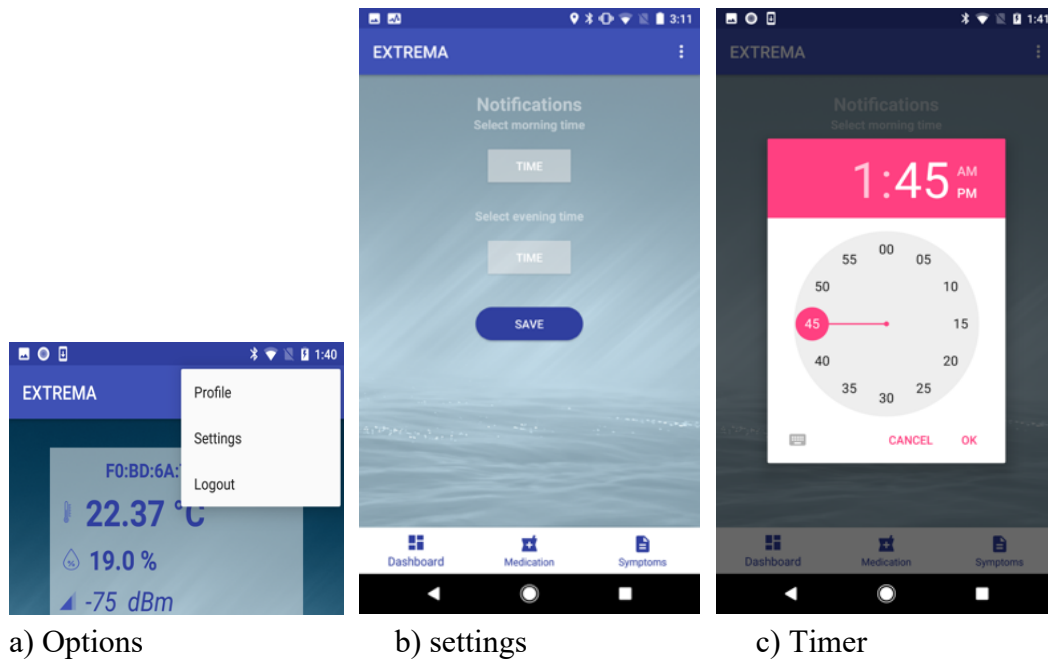 1:40
EXTREMA
Profile
Settings
Logout
F0:BD:6A:
22.37 °C
19.0 %
-75 dBm
a) Options
3:11
EXTREMA
Notifications
Select morning time
TIME
Select evening time
TIME
SAVE
Dashboard Medication Symptoms
b) settings
1:41
EXTREMA
Notifications
Select morning time
1:45 AM PM
00
55 05
50 10
45 15
40 20
35 25
30
CANCEL OK
Dashboard Medication Symptoms
c) Timer